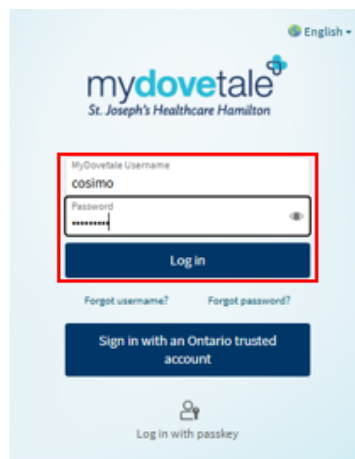 English
mydovetale
St. Joseph's Healthcare Hamilton
MyDovetale Username
cosimo
Password
•••••••••
Log in
Forgot username? Forgot password?
Sign in with an Ontario trusted
account
Log in with passkey